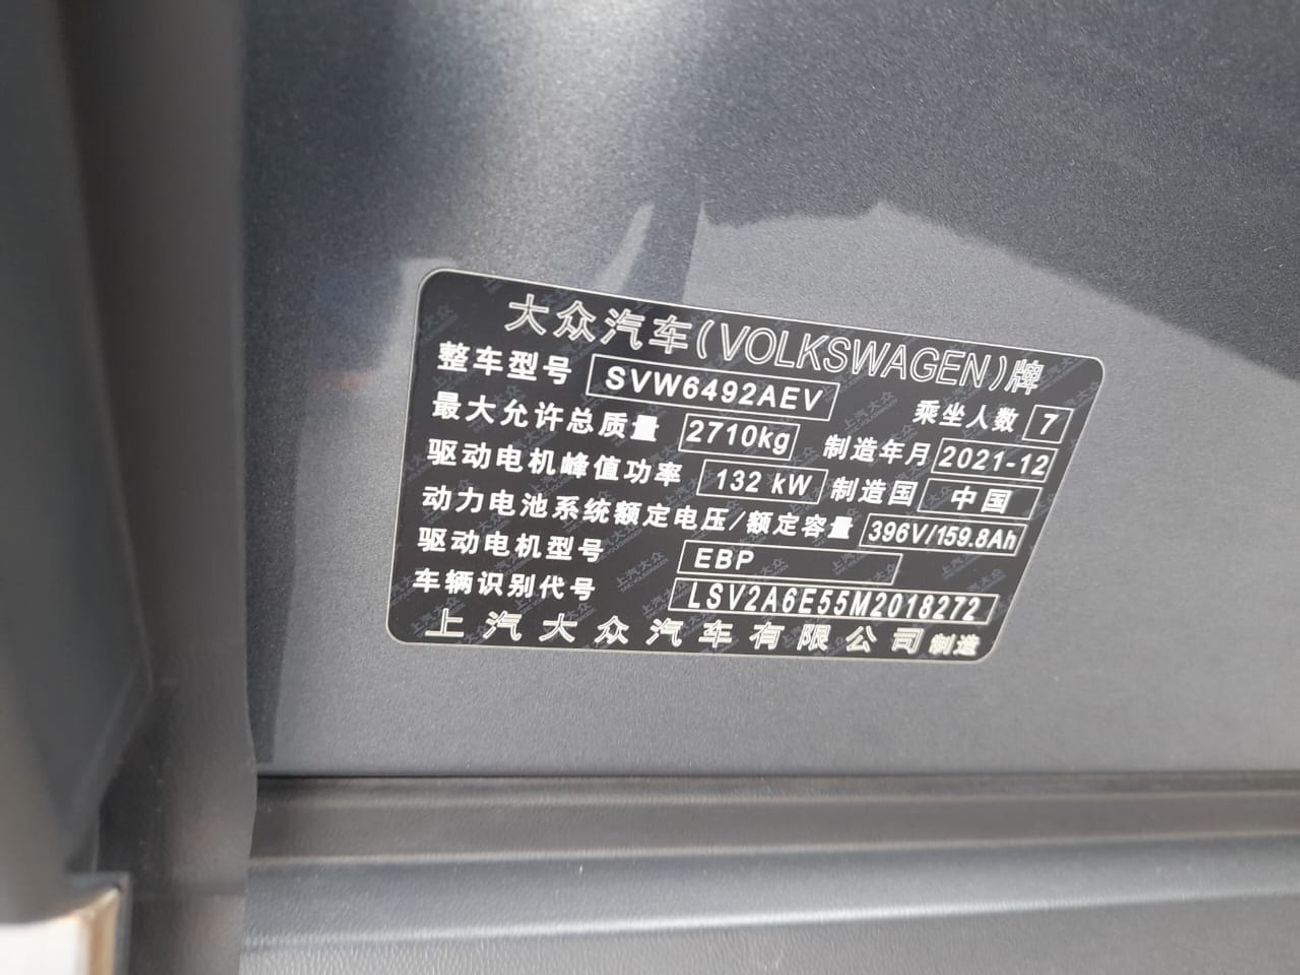 大众汽车(VOLKSWAGEN)牌
整车型号 SVW6492AEV 乘坐人数 7
最大允许总质量 2710kg 制造年月 2021-12
驱动电机峰值功率 132 kW 制造国 中国
动力电池系统额定电压/额定容量 396V/159.8Ah
驱动电机型号 EBP
车辆识别代号 LSV2A6E55M2018272
上汽大众汽车有限公司制造